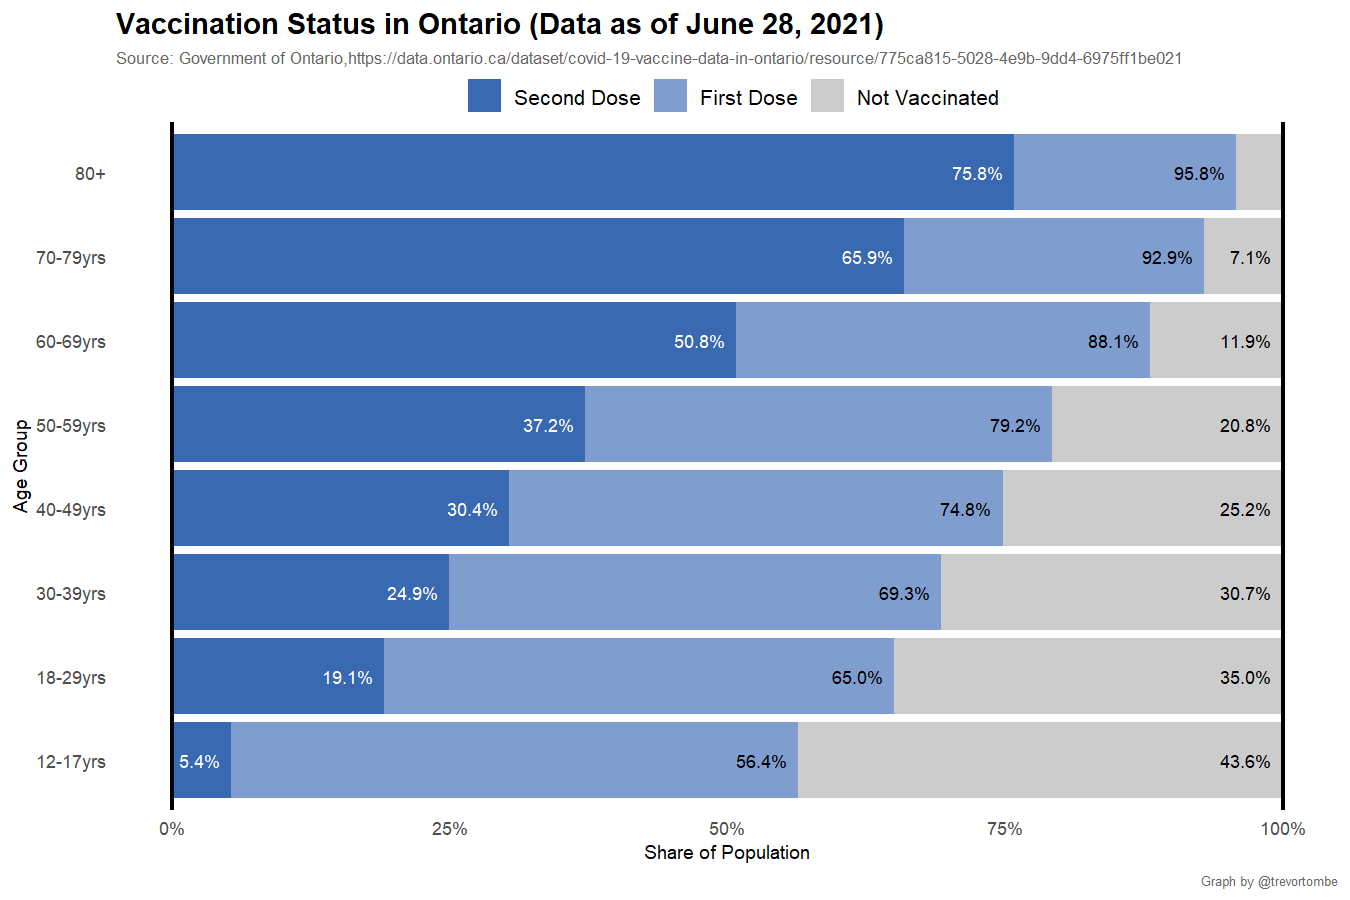 Vaccination Status in Ontario (Data as of June 28, 2021)
Source: Government of Ontario,https://data.ontario.ca/dataset/covid-19-vaccine-data-in-ontario/resource/775ca815-5028-4e9b-9dd4-6975ff1be021
Second Dose First Dose Not Vaccinated
80+ 75.8% 95.8%
70-79yrs 65.9% 92.9% 7.1%
60-69yrs 50.8% 88.1% 11.9%
50-59yrs 37.2% 79.2% 20.8%
Age Group
40-49yrs 30.4% 74.8% 25.2%
30-39yrs 24.9% 69.3% 30.7%
18-29yrs 19.1% 65.0% 35.0%
12-17yrs 5.4% 56.4% 43.6%
0% 25% 50% 75% 100%
Share of Population
Graph by @trevortombe